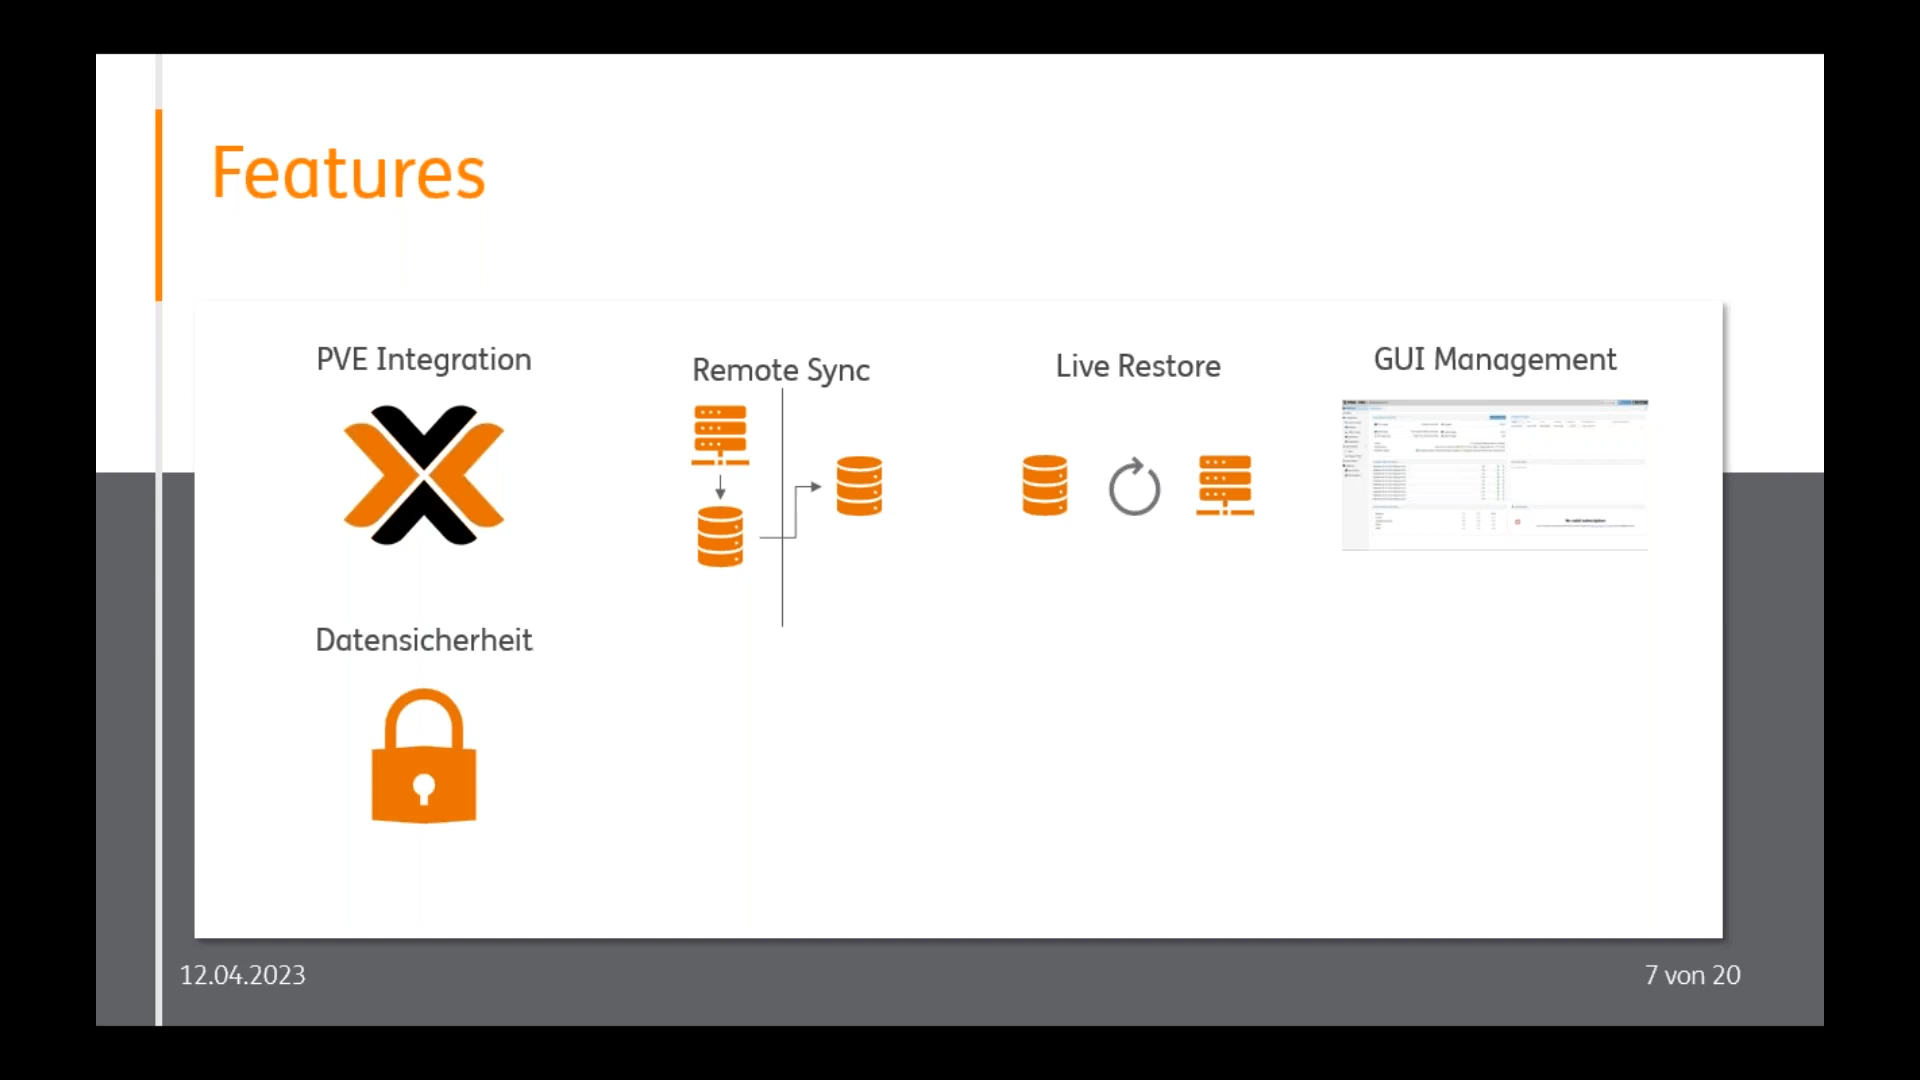 Features
PVE Integration
Remote Sync
Live Restore
GUI Management
Datensicherheit
12.04.2023
7 von 20